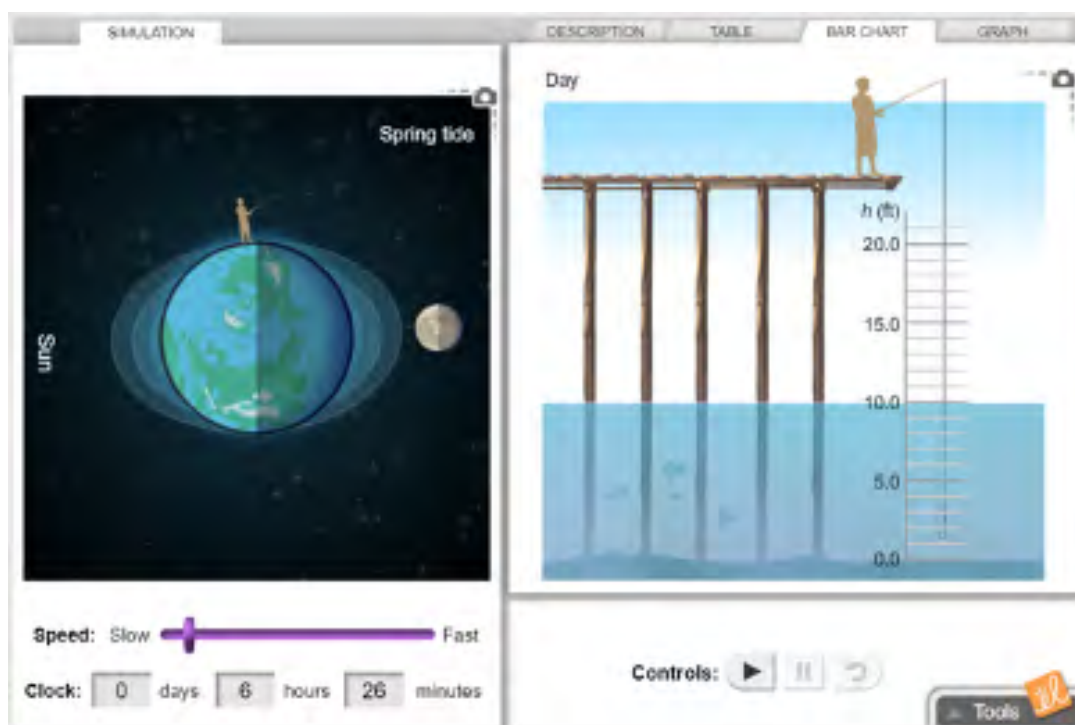 SIMULATION
DESCRIPTION TABLE BAR CHART GRAPH
Spring tide
Sun
Day
h (ft)
20.0
15.0
10.0
5.0
0.0
Speed: Slow Fast
Clock: 0 days 6 hours 26 minutes
Controls:
Tools